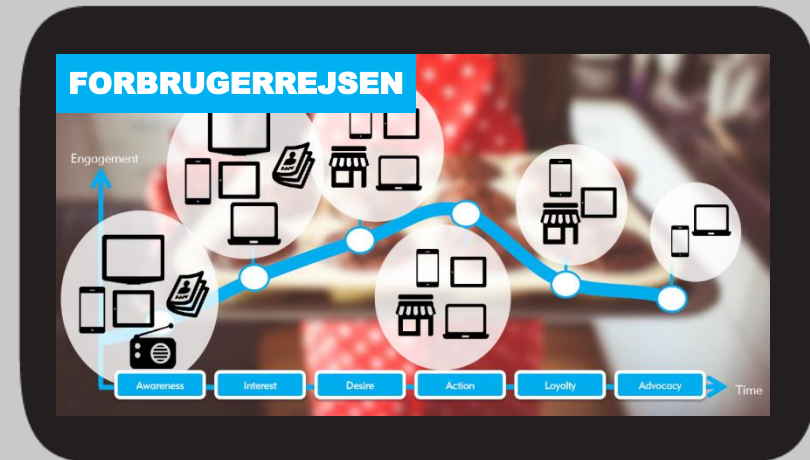 FORBRUGERREJSEN
Engagement
Awareness
Interest
Desire
Action
Loyalty
Advocacy
Time